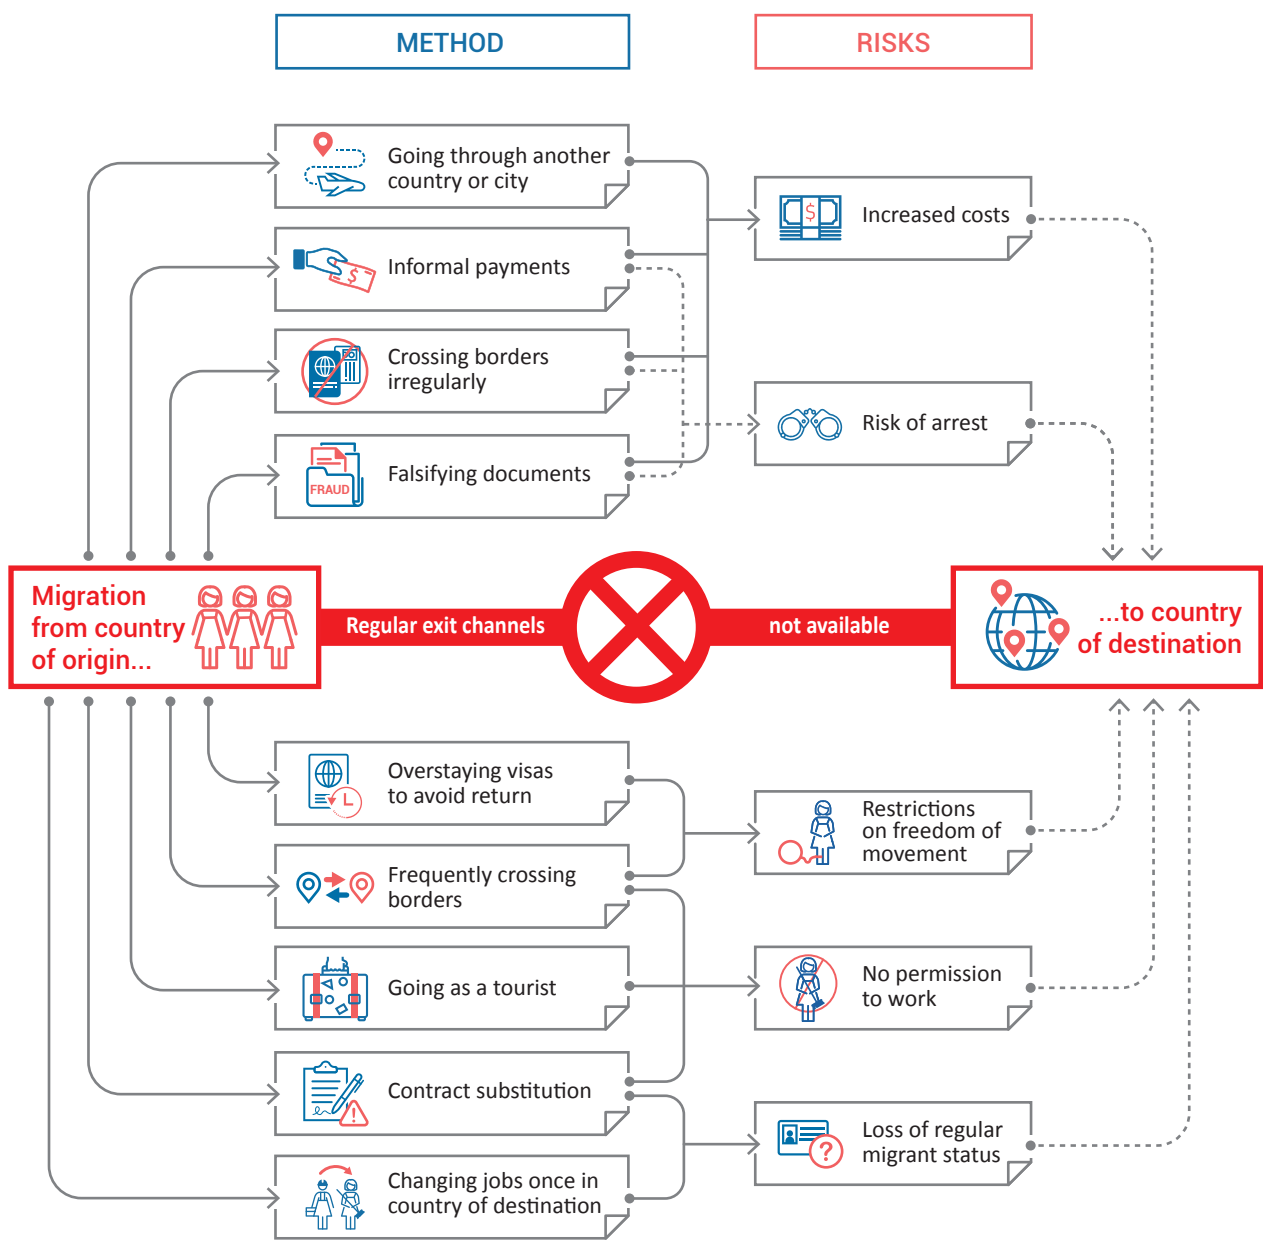 METHOD
RISKS
Going through another
country or city
Increased costs
Informal payments
$
$
Crossing borders
irregularly
Risk of arrest
Falsifying documents
FRAUD
Migration
from country
of origin...
Regular exit channels
not available
...to country
of destination
Overstaying visas
to avoid return
Restrictions
on freedom of
movement
Frequently crossing
borders
Going as a tourist
No permission
to work
Contract substitution
!
Loss of regular
migrant status
?
Changing jobs once in
country of destination